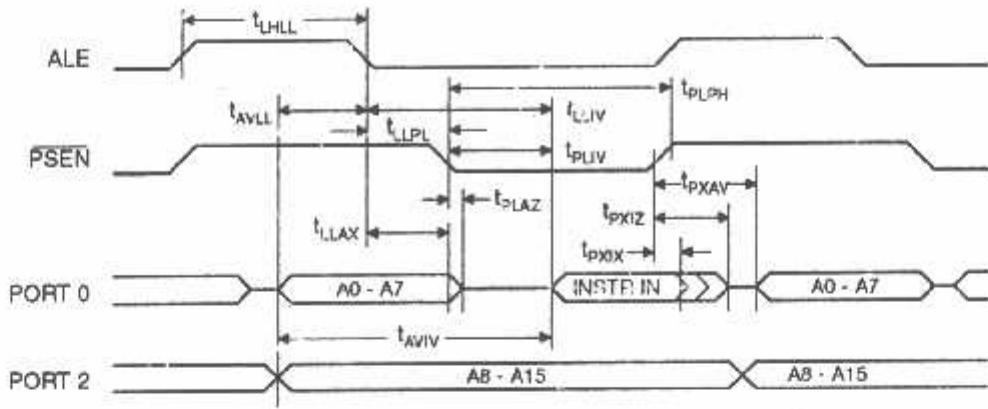 tLHLL
ALE
tPLPH
tAVLL
tLLIV
tLLPL
PSEN
tPLIV
tPLAZ
tPXAV
tPXIZ
tLLAX
tPXIX
PORT 0
A0 - A7
INSTR IN
A0 - A7
tAVIV
PORT 2
A8 - A15
A8 - A15